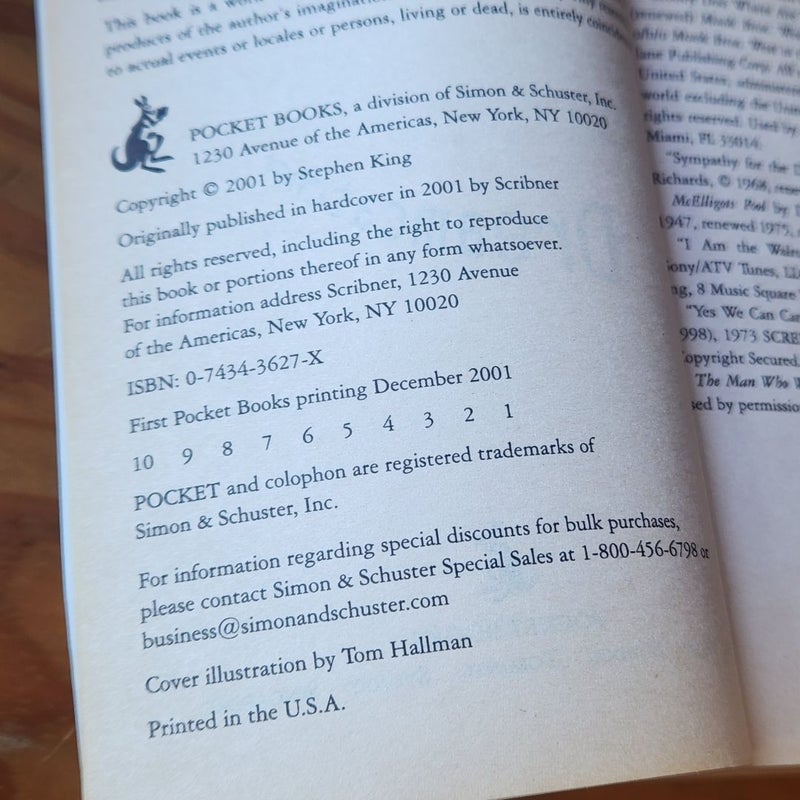 This book is a
products of the author's imagination
to actual events or locales or persons, living or dead, is entirely
POCKET BOOKS, a division of Simon & Schuster, Inc.
1230 Avenue of the Americas, New York, NY 10020
Copyright © 2001 by Stephen King
Originally published in hardcover in 2001 by Scribner
All rights reserved, including the right to reproduce
this book or portions thereof in any form whatsoever.
For information address Scribner, 1230 Avenue
of the Americas, New York, NY 10020
ISBN: 0-7434-3627-X
First Pocket Books printing December 2001
10 9 8 7 6 5 4 3 2 1
POCKET and colophon are registered trademarks of
Simon & Schuster, Inc.
For information regarding special discounts for bulk purchases,
please contact Simon & Schuster Special Sales at 1-800-456-6798 or
business@simonandschuster.com
Cover illustration by Tom Hallman
Printed in the U.S.A.
Publishing Corp. All
United States,
world excluding the
rights reserved. Used by
Miami, FL 33014.
"Sympathy for the
Richards, © 1968,
McElligots Pool by
1947, renewed 1975,
"I Am the
Sony/ATV Tunes,
8 Music Square
"Yes We Can
1998), 1973
Copyright Secured.
The Man Who
used by